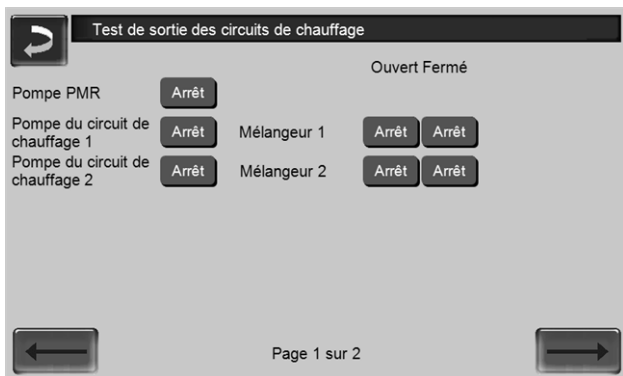 Test de sortie des circuits de chauffage
Ouvert Fermé
Pompe PMR Arrêt
Pompe du circuit de
chauffage 1 Arrêt Mélangeur 1 Arrêt Arrêt
Pompe du circuit de
chauffage 2 Arrêt Mélangeur 2 Arrêt Arrêt
Page 1 sur 2